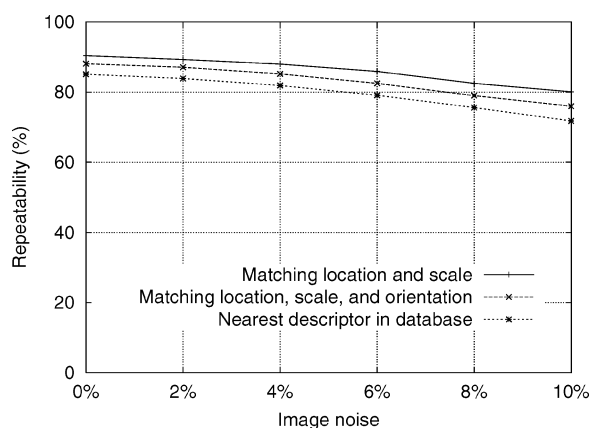 100
80
60
40
20
0
Repeatability (%)
Matching location and scale
Matching location, scale, and orientation
Nearest descriptor in database
0% 2% 4% 6% 8% 10%
Image noise